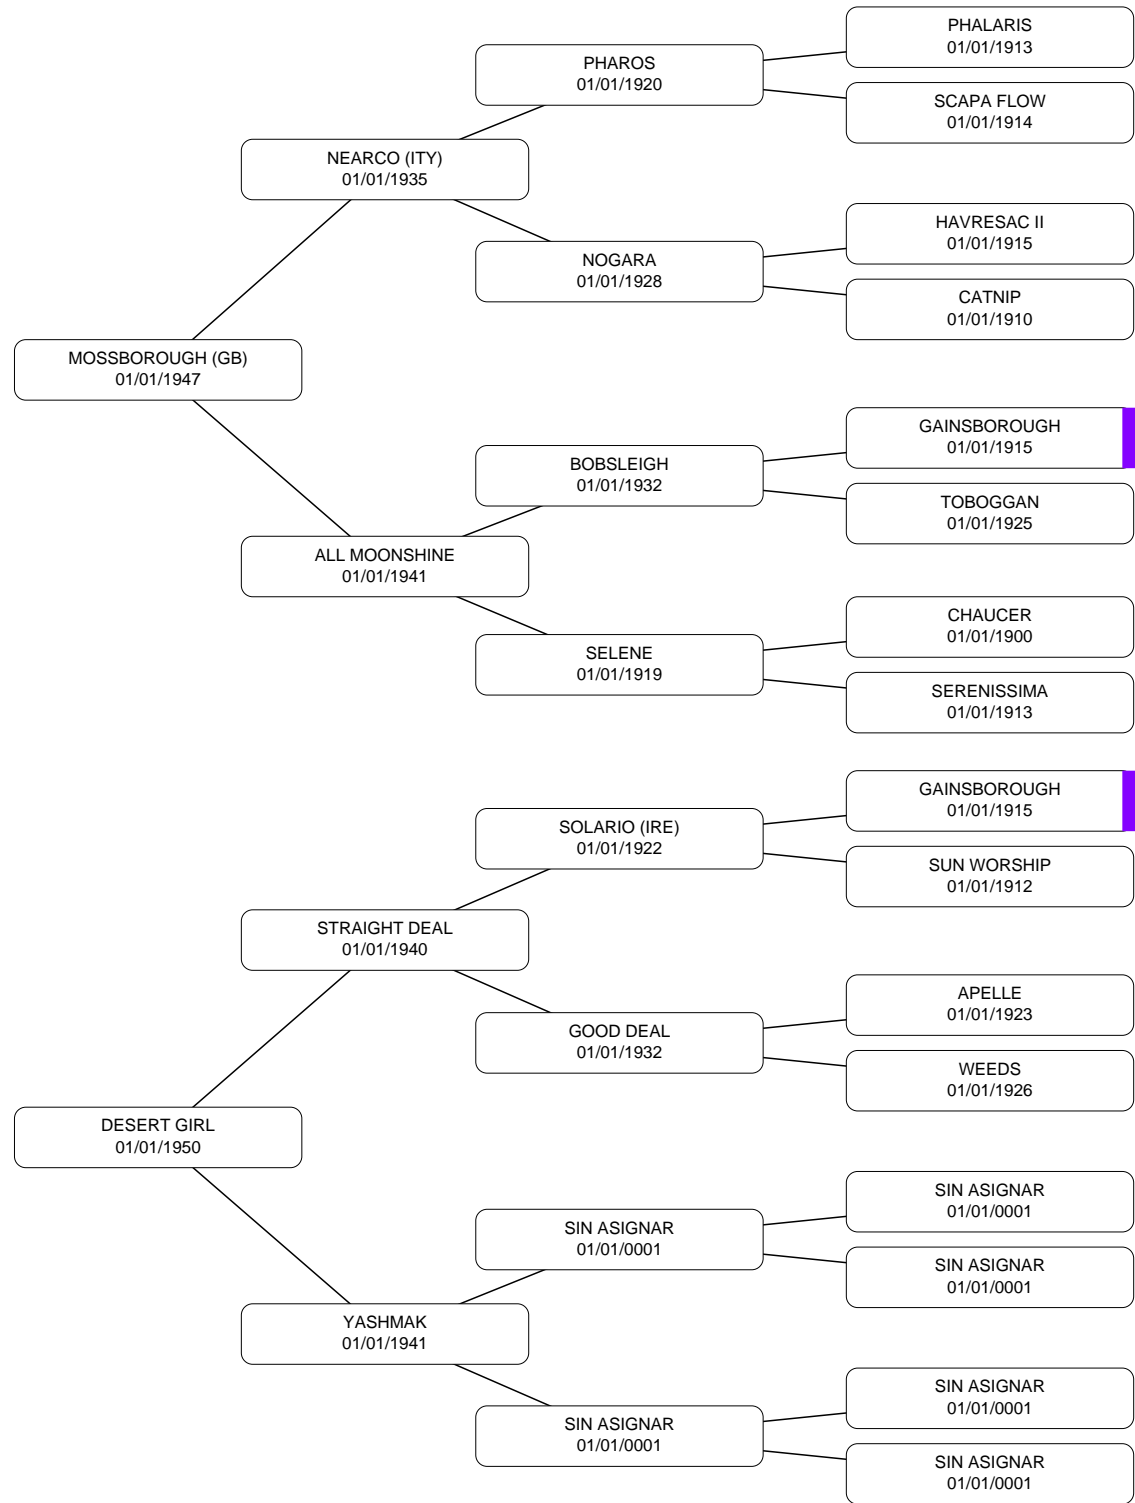 PHALARIS
01/01/1913
PHAROS
01/01/1920
SCAPA FLOW
01/01/1914
NEARCO (ITY)
01/01/1935
HAVRESAC II
01/01/1915
NOGARA
01/01/1928
CATNIP
01/01/1910
MOSSBOROUGH (GB)
01/01/1947
GAINSBOROUGH
01/01/1915
BOBSLEIGH
01/01/1932
TOBOGGAN
01/01/1925
ALL MOONSHINE
01/01/1941
CHAUCER
01/01/1900
SELENE
01/01/1919
SERENISSIMA
01/01/1913
GAINSBOROUGH
01/01/1915
SOLARIO (IRE)
01/01/1922
SUN WORSHIP
01/01/1912
STRAIGHT DEAL
01/01/1940
APELLE
01/01/1923
GOOD DEAL
01/01/1932
WEEDS
01/01/1926
DESERT GIRL
01/01/1950
SIN ASIGNAR
01/01/0001
SIN ASIGNAR
01/01/0001
SIN ASIGNAR
01/01/0001
YASHMAK
01/01/1941
SIN ASIGNAR
01/01/0001
SIN ASIGNAR
01/01/0001
SIN ASIGNAR
01/01/0001